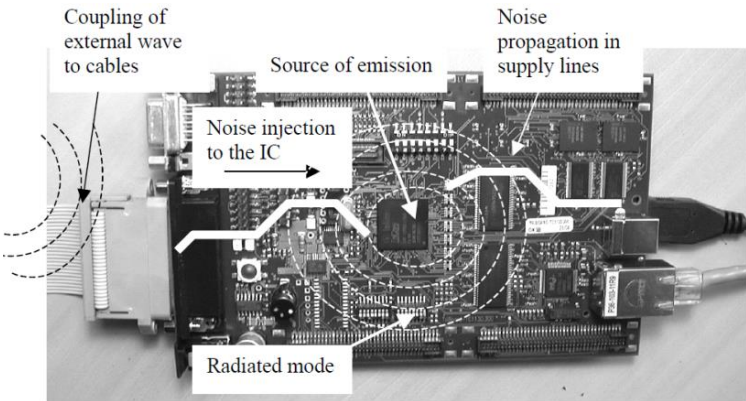 Coupling of
external wave
to cables
Source of emission
Noise
propagation in
supply lines
Noise injection
to the IC
Radiated mode